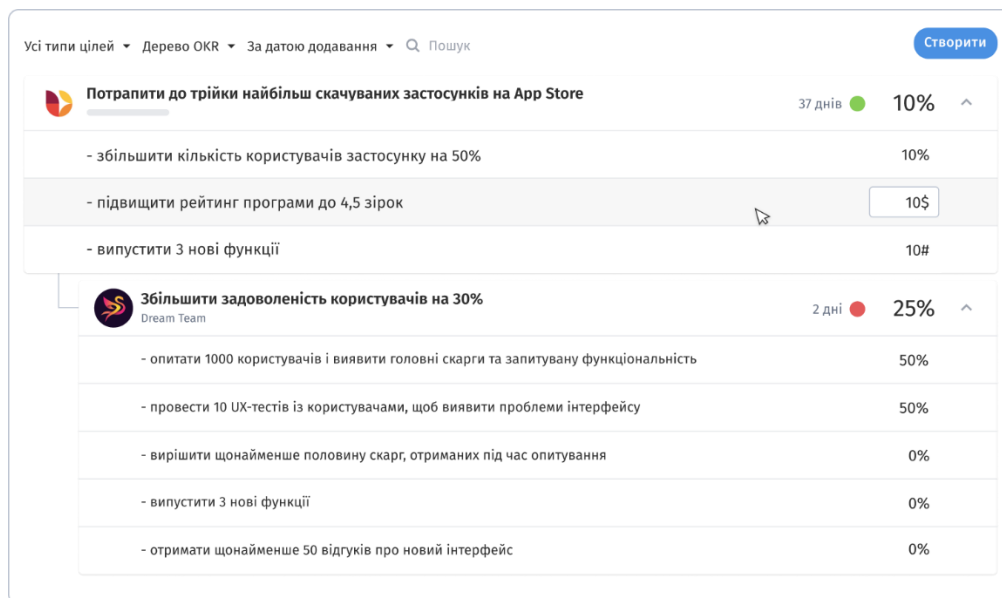 Усі типи цілей Дерево OKR За датою додавання Пошук Створити
Потрапити до трійки найбільш скачуваних застосунків на App Store 37 днів 10%
- збільшити кількість користувачів застосунку на 50% 10%
- підвищити рейтинг програми до 4,5 зірок 10$
- випустити 3 нові функції 10#
Збільшити задоволеність користувачів на 30% 2 дні 25%
Dream Team
- опитати 1000 користувачів і виявити головні скарги та запитувану функціональність 50%
- провести 10 UX-тестів із користувачами, щоб виявити проблеми інтерфейсу 50%
- вирішити щонайменше половину скарг, отриманих під час опитування 0%
- випустити 3 нові функції 0%
- отримати щонайменше 50 відгуків про новий інтерфейс 0%